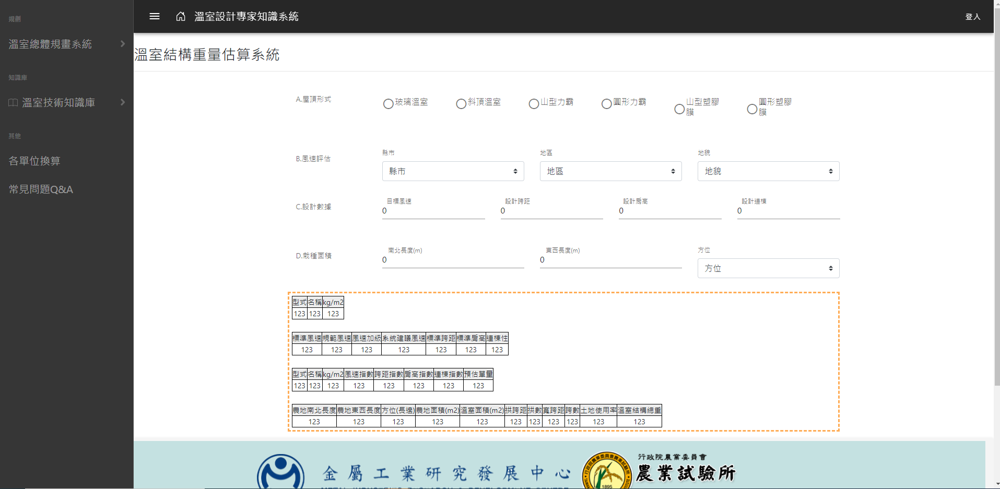 溫室設計專家知識系統
登入
規劃
溫室總體規畫系統
知識庫
溫室技術知識庫
其他
各單位換算
常見問題Q&A
溫室結構重量估算系統
A.屋頂形式
玻璃溫室
斜頂溫室
山型力霸
圓形力霸
山型塑膠
膜
圓形塑膠
膜
B.風速評估
縣市
地區
地貌
縣市
地區
地貌
C.設計數據
目標風速
設計跨距
設計肩高
設計連棟
0
0
0
0
D.栽種面積
南北長度(m)
東西長度(m)
方位
0
0
方位
型式 名稱 kg/m2
123 123 123
標準風速 規範風速 風速加級 系統建議風速 標準跨距 標準肩高 連棟性
123 123 123 123 123 123 123
型式 名稱 kg/m2 風速指數 跨距指數 肩高指數 連棟指數 預估單量
123 123 123 123 123 123 123 123
農地南北長度 農地東西長度 方位(長邊) 農地面積(m2) 溫室面積(m2) 拱跨距 拱數 寬跨距 跨數 土地使用率 溫室結構總重
123 123 123 123 123 123 123 123 123 123 123
金屬工業研究發展中心
行政院農業委員會
農業試驗所
1895